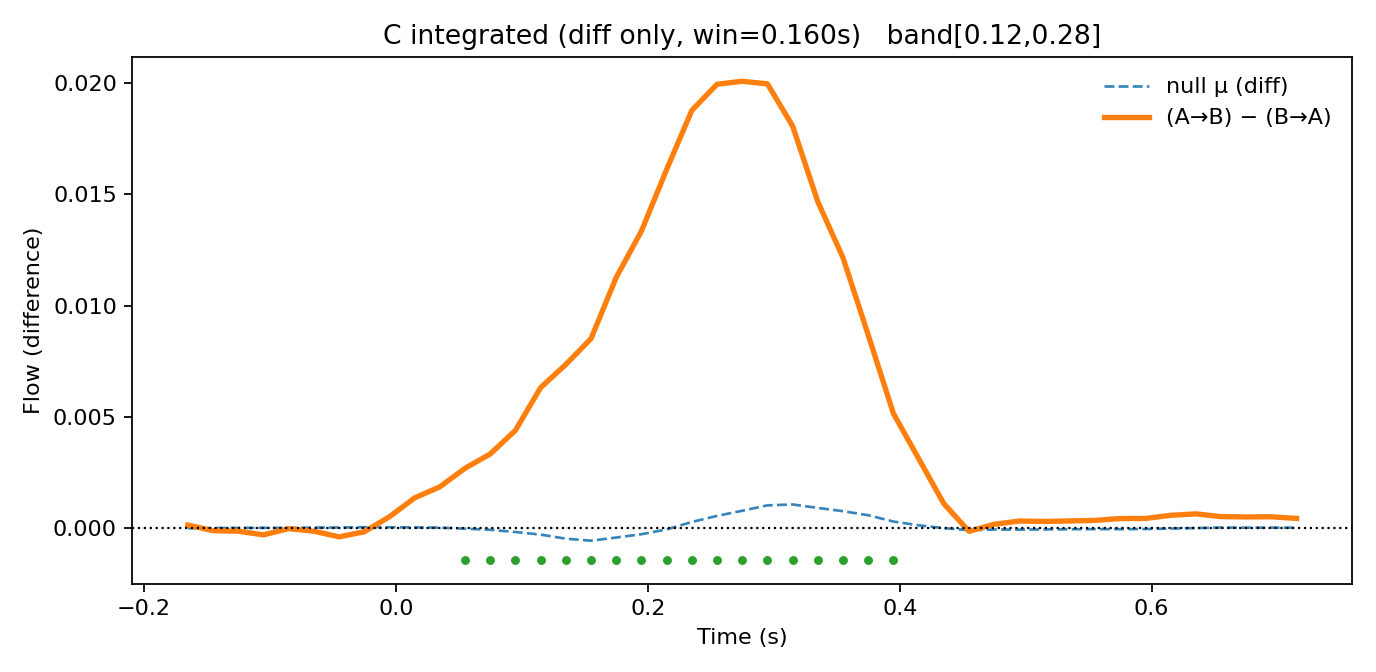 C integrated (diff only, win=0.160s)   band[0.12,0.28]
null μ (diff)
(A→B) − (B→A)
Flow (difference)
0.020
0.015
0.010
0.005
0.000
−0.2
0.0
0.2
0.4
0.6
Time (s)